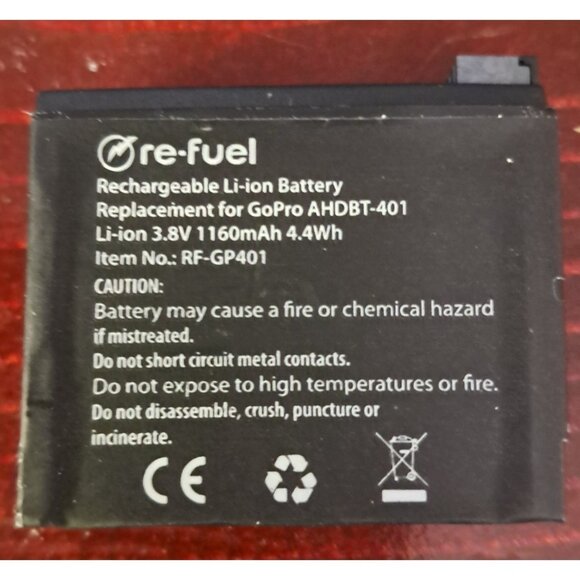 re-fuel
Rechargeable Li-ion Battery
Replacement for GoPro AHDBT-401
Li-ion 3.8V 1160mAh 4.4Wh
Item No.: RF-GP401
CAUTION:
Battery may cause a fire or chemical hazard
if mistreated.
Do not short circuit metal contacts.
Do not expose to high temperatures or fire.
Do not disassemble, crush, puncture or
incinerate.
CE